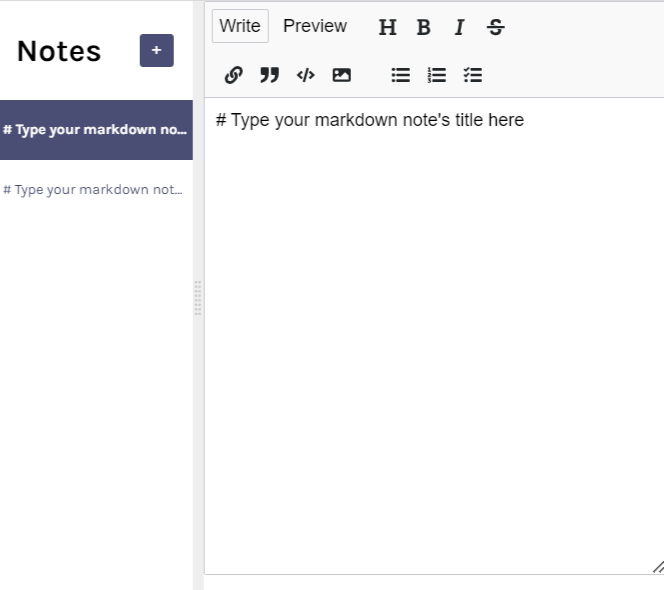 Notes
+
# Type your markdown no...
# Type your markdown not...
Write Preview H B I S
# Type your markdown note's title here